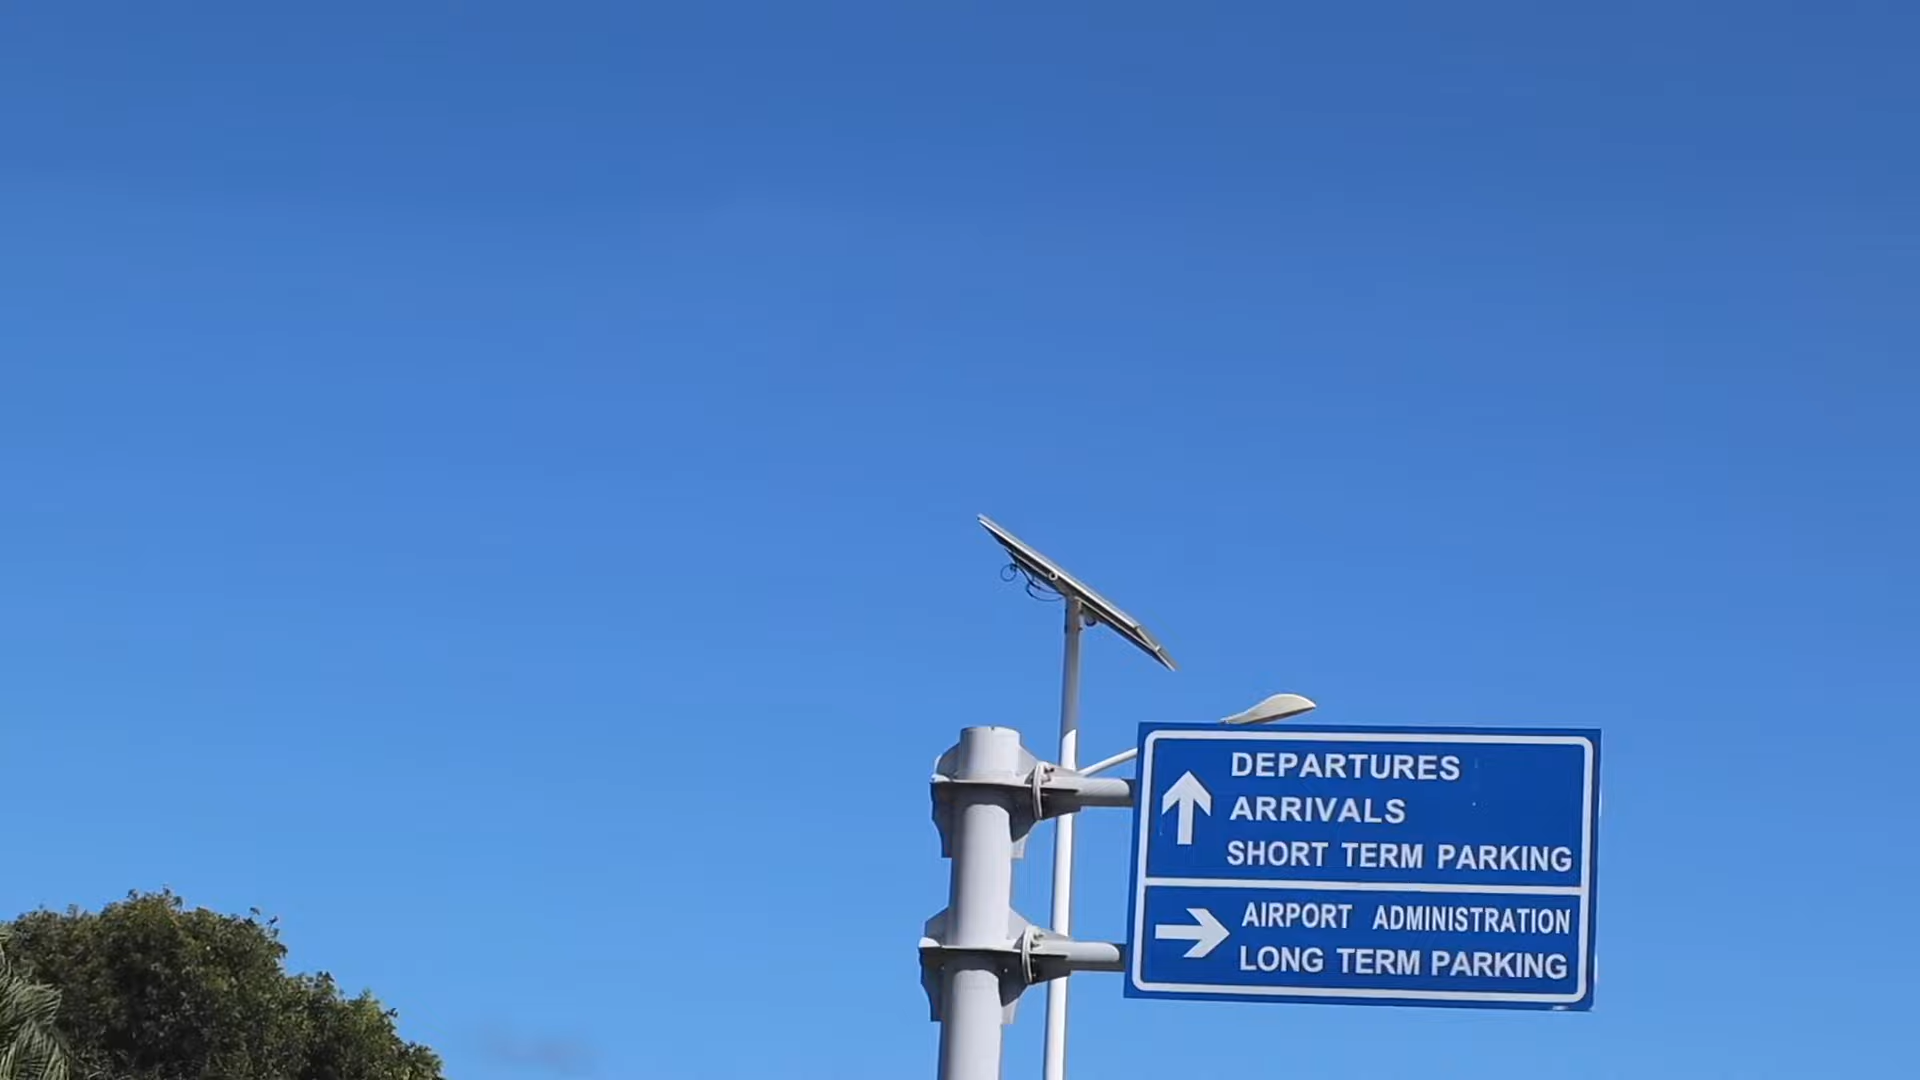 DEPARTURES
ARRIVALS
SHORT TERM PARKING
AIRPORT ADMINISTRATION
LONG TERM PARKING